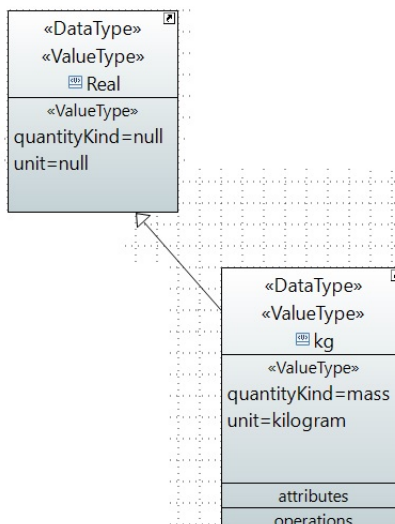 «DataType»
«ValueType»
Real
«ValueType»
quantityKind=null
unit=null
«DataType»
«ValueType»
kg
«ValueType»
quantityKind=mass
unit=kilogram
attributes
operations